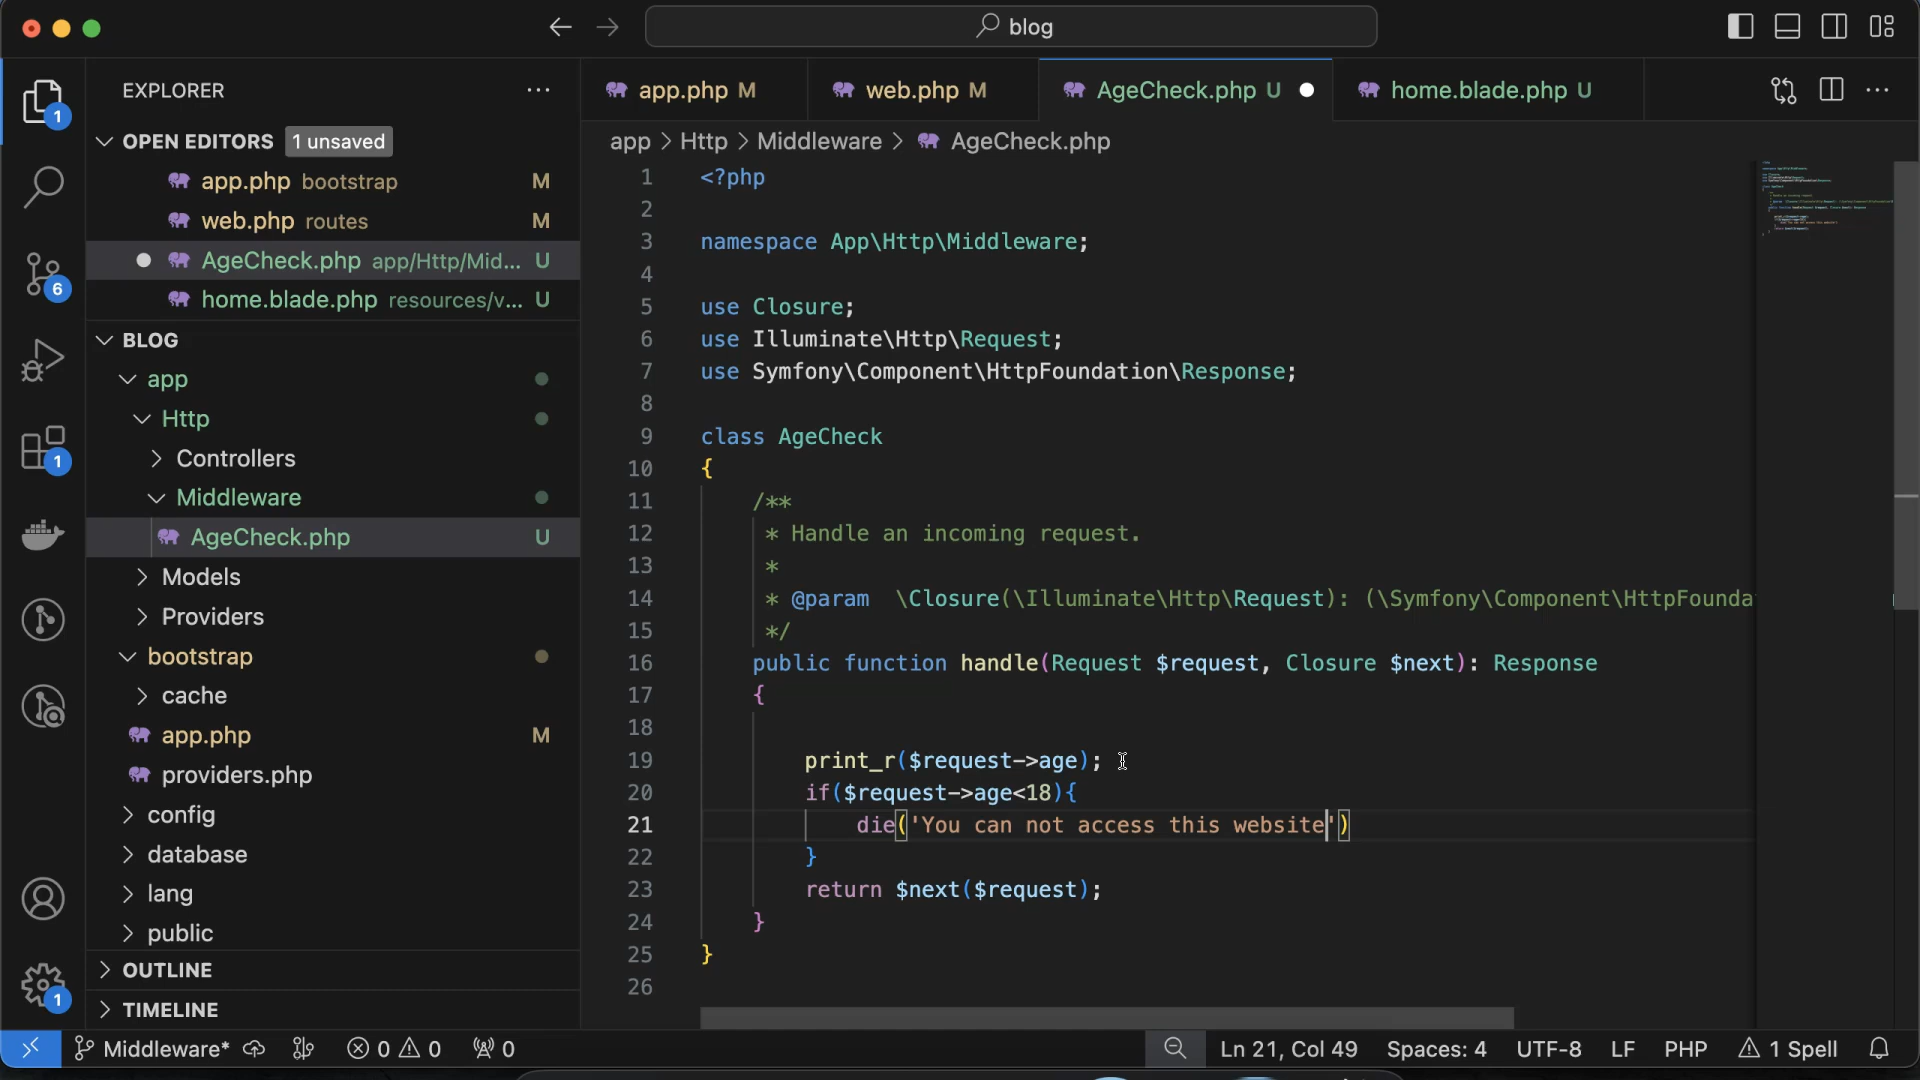 blog
EXPLORER
OPEN EDITORS 1 unsaved
app.php bootstrap M
web.php routes M
AgeCheck.php app/Http/Mid... U
home.blade.php resources/v... U
BLOG
app
Http
Controllers
Middleware
AgeCheck.php U
Models
Providers
bootstrap
cache
app.php M
providers.php
config
database
lang
public
OUTLINE
TIMELINE
1
6
1
1
app.php M web.php M AgeCheck.php U home.blade.php U
app > Http > Middleware > AgeCheck.php
1 <?php
2
3 namespace App\Http\Middleware;
4
5 use Closure;
6 use Illuminate\Http\Request;
7 use Symfony\Component\HttpFoundation\Response;
8
9 class AgeCheck
10 {
11 /**
12 * Handle an incoming request.
13 *
14 * @param  \Closure(\Illuminate\Http\Request): (\Symfony\Component\HttpFounda
15 */
16 public function handle(Request $request, Closure $next): Response
17 {
18
19 print_r($request->age);
20 if($request->age<18){
21 die('You can not access this website')
22 }
23 return $next($request);
24 }
25 }
26
Middleware* 0 0 0 Ln 21, Col 49 Spaces: 4 UTF-8 LF PHP 1 Spell